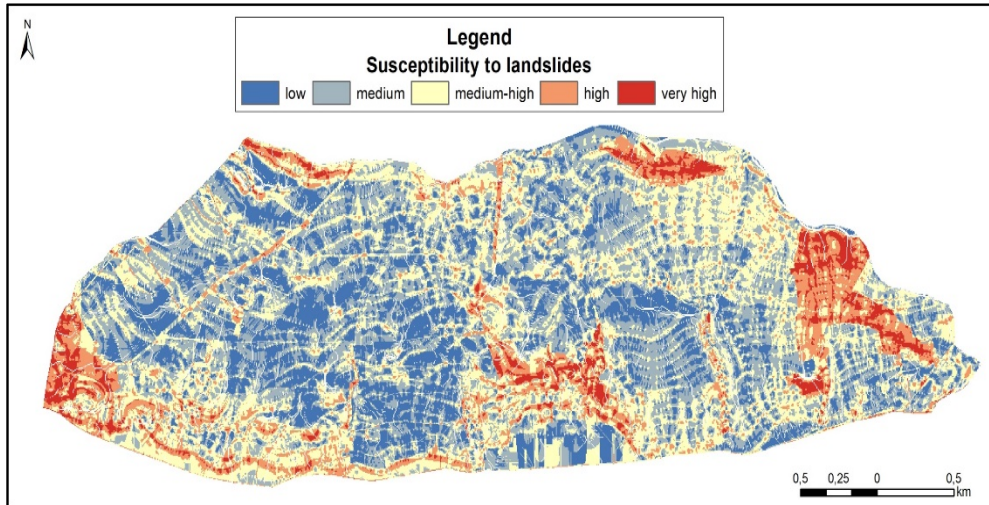 N
Legend
Susceptibility to landslides
low medium medium-high high very high
0,5 0,25 0 0,5
km